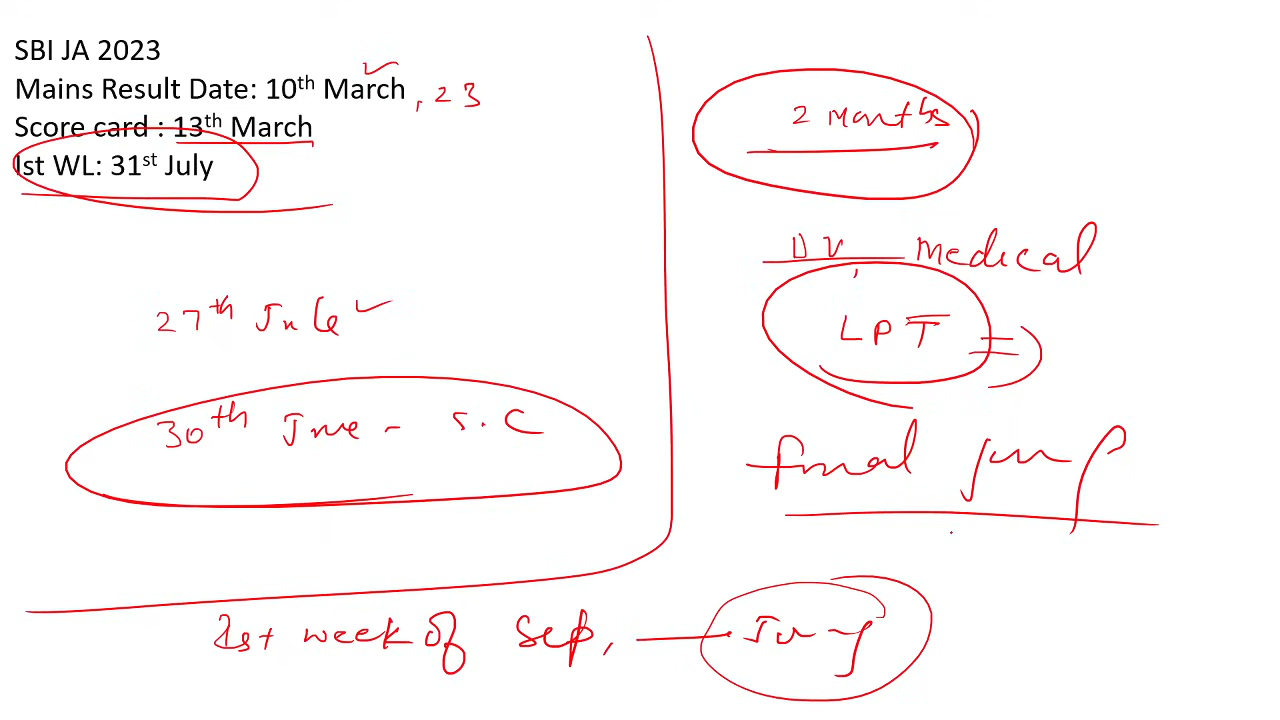 SBI JA 2023
Mains Result Date: 10th March, 23
Score card : 13th March
Ist WL: 31st July
27th
30th June - S.C
2 Months
DV Medical
LPT
final
1st week of Sep,